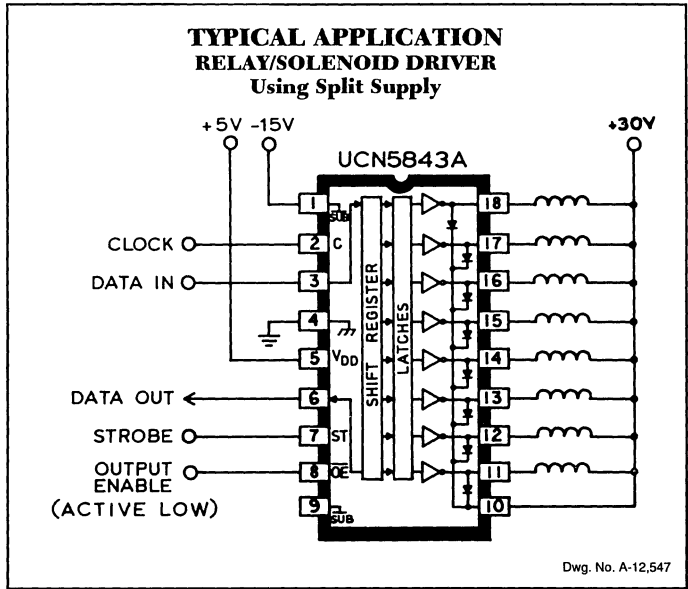 TYPICAL APPLICATION
RELAY/SOLENOID DRIVER
Using Split Supply
+5V -15V
+30V
UCN5843A
1 SUB
18
CLOCK 2 C
17
DATA IN 3
16
4
15
5 VDD
14
DATA OUT 6
13
STROBE 7 ST
12
OUTPUT
ENABLE
(ACTIVE LOW)
8 OE
11
9 SUB
10
SHIFT REGISTER
LATCHES
Dwg. No. A-12,547